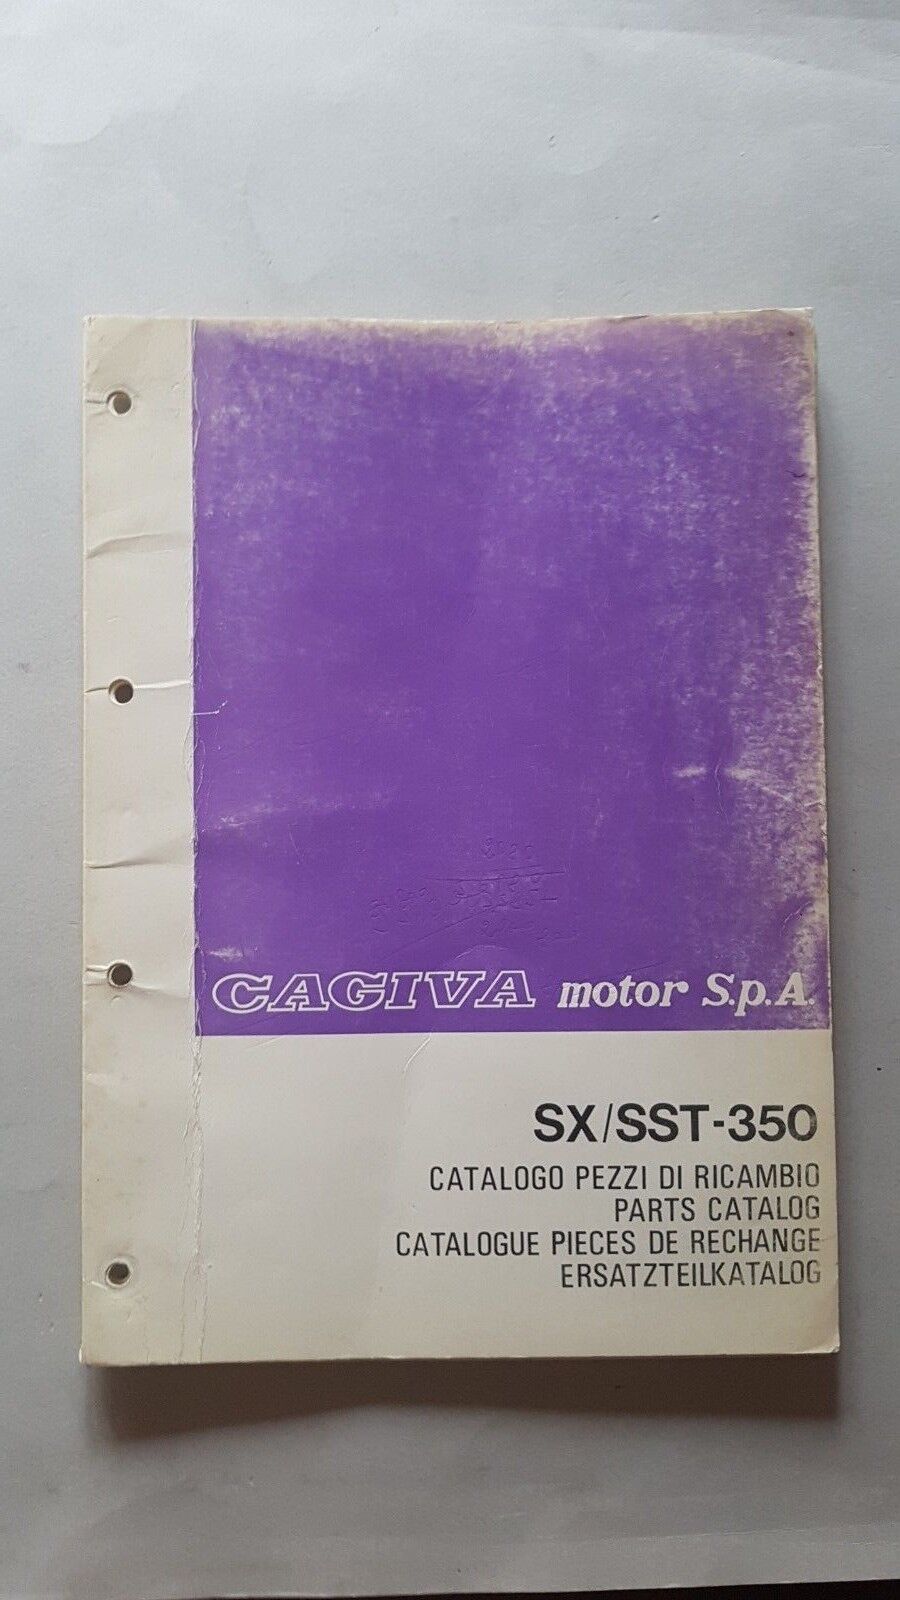 CAGIVA motor S.p.A.
SX/SST-350
CATALOGO PEZZI DI RICAMBIO
PARTS CATALOG
CATALOGUE PIECES DE RECHANGE
ERSATZTEILKATALOG